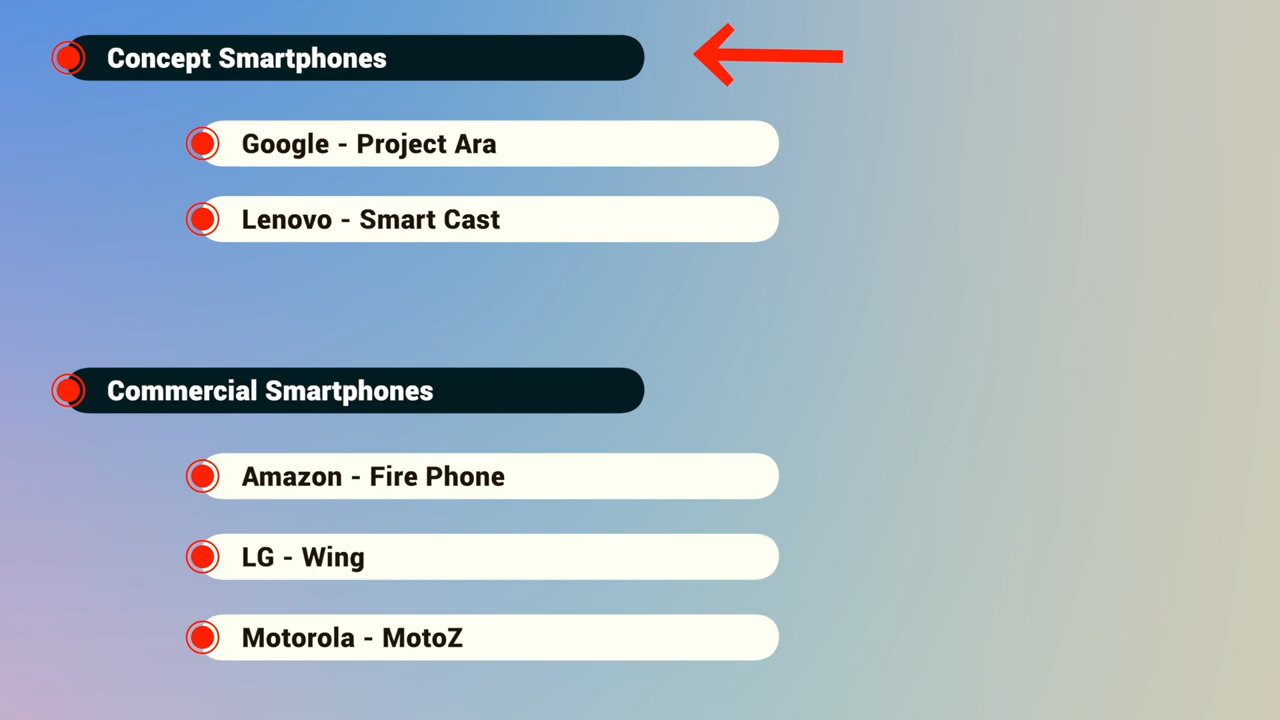 Concept Smartphones
Google - Project Ara
Lenovo - Smart Cast
Commercial Smartphones
Amazon - Fire Phone
LG - Wing
Motorola - MotoZ